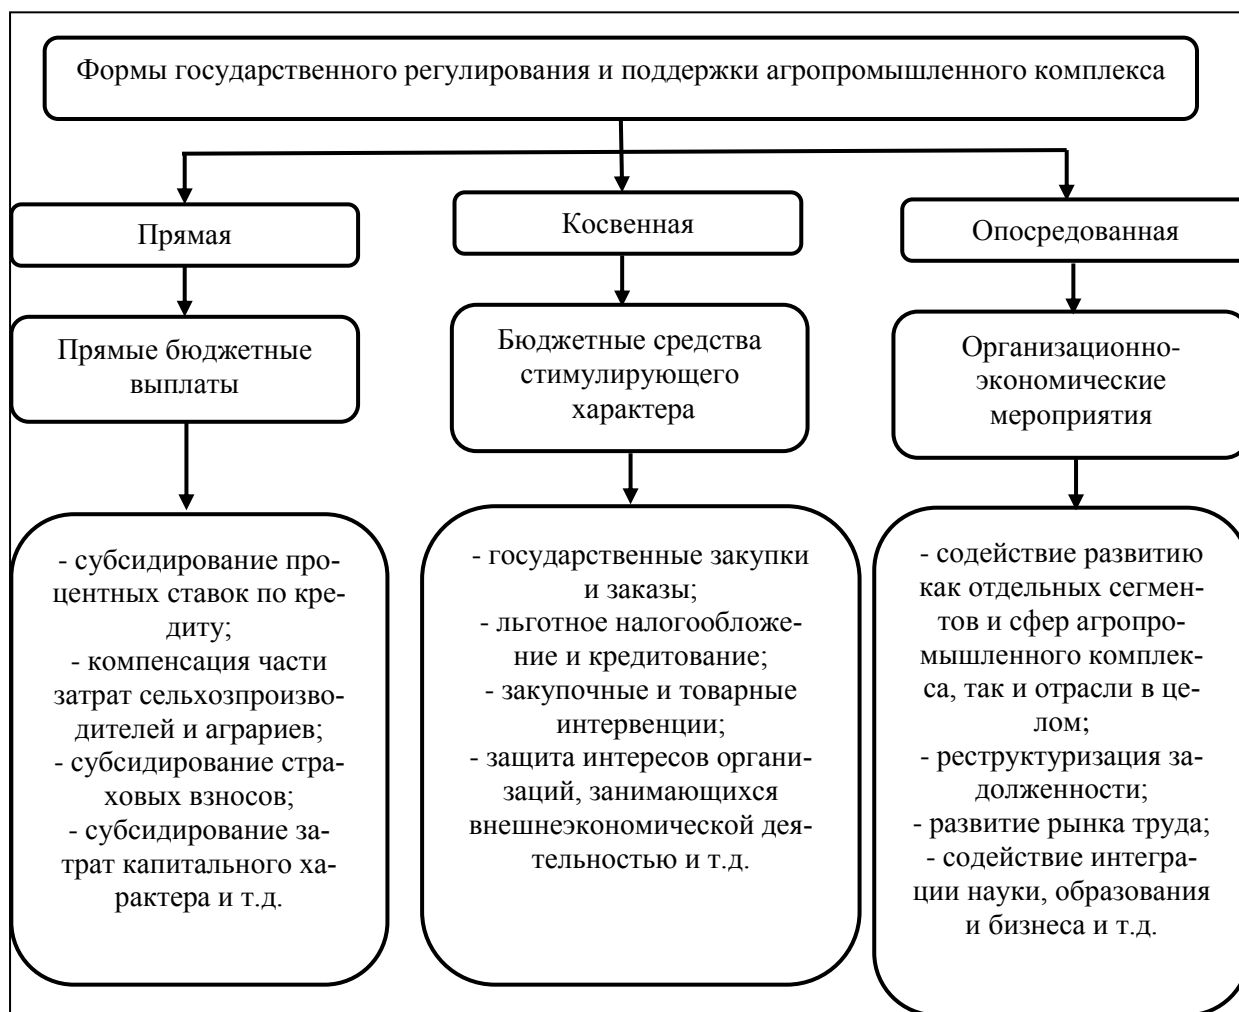 Формы государственного регулирования и поддержки агропромышленного комплекса
Прямая
Косвенная
Опосредованная
Прямые бюджетные
выплаты
Бюджетные средства
стимулирующего
характера
Организационно-
экономические
мероприятия
- субсидирование про-
центных ставок по кре-
диту;
- компенсация части
затрат сельхозпроизво-
дителей и аграриев;
- субсидирование стра-
ховых взносов;
- субсидирование за-
трат капитального ха-
рактера и т.д.
- государственные закупки
и заказы;
- льготное налогообложе-
ние и кредитование;
- закупочные и товарные
интервенции;
- защита интересов органи-
заций, занимающихся
внешнеэкономической дея-
тельностью и т.д.
- содействие развитию
как отдельных сегмен-
тов и сфер агропро-
мышленного комплек-
са, так и отрасли в це-
лом;
- реструктуризация за-
долженности;
- развитие рынка труда;
- содействие интегра-
ции науки, образования
и бизнеса и т.д.